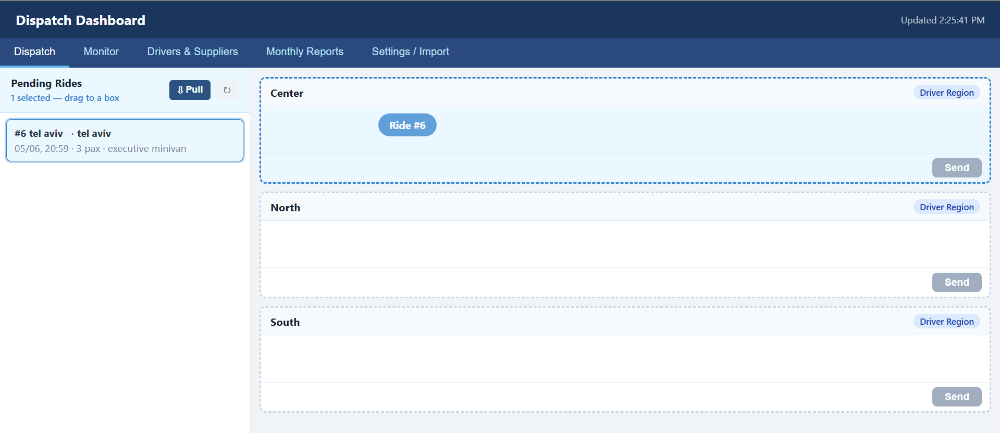 Dispatch Dashboard
Updated 2:25:41 PM
Dispatch
Monitor
Drivers & Suppliers
Monthly Reports
Settings / Import
Pending Rides
1 selected — drag to a box
⇩ Pull
↻
#6 tel aviv → tel aviv
05/06, 20:59 · 3 pax · executive minivan
Center
Driver Region
Ride #6
Send
North
Driver Region
Send
South
Driver Region
Send